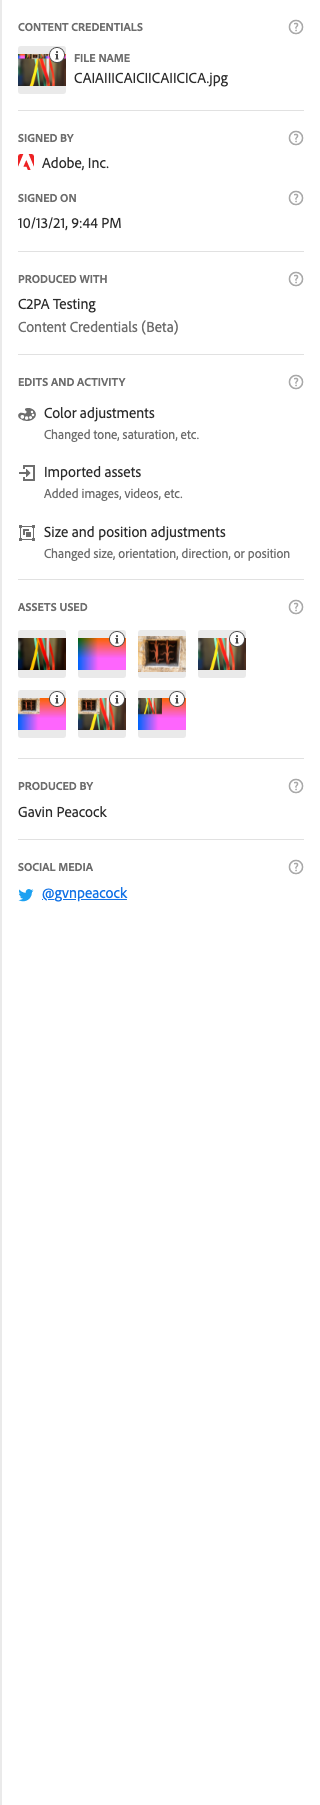 CONTENT CREDENTIALS
FILE NAME
CAIAIIICAICIICAIICICA.jpg
SIGNED BY
Adobe, Inc.
SIGNED ON
10/13/21, 9:44 PM
PRODUCED WITH
C2PA Testing
Content Credentials (Beta)
EDITS AND ACTIVITY
Color adjustments
Changed tone, saturation, etc.
Imported assets
Added images, videos, etc.
Size and position adjustments
Changed size, orientation, direction, or position
ASSETS USED
PRODUCED BY
Gavin Peacock
SOCIAL MEDIA
@gvnpeacock